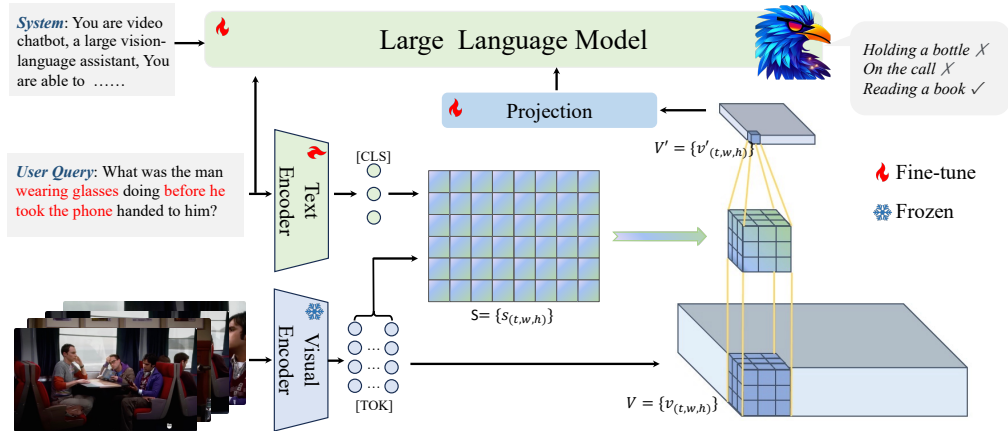 System: You are video
chatbot, a large vision-
language assistant, You
are able to ……
Large Language Model
Holding a bottle ✗
On the call ✗
Reading a book ✓
Projection
V′ = {v′(t,w,h)}
User Query: What was the man
wearing glasses doing before he
took the phone handed to him?
Text
Encoder
[CLS]
Fine-tune
Frozen
S= {s(t,w,h)}
Visual
Encoder
...
...
...
...
[TOK]
V = {v(t,w,h)}